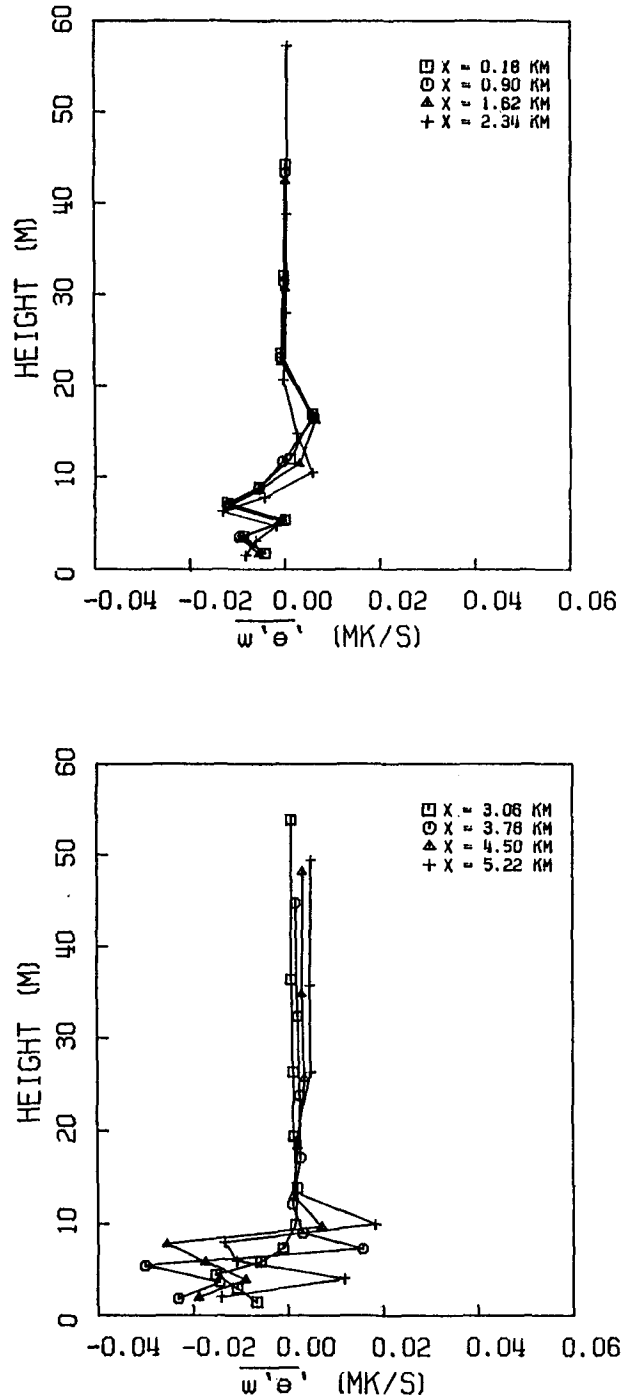 60
50
40
30
20
10
0
HEIGHT (M)
X = 0.18 KM
X = 0.90 KM
X = 1.62 KM
X = 2.34 KM
-0.04 -0.02 0.00 0.02 0.04 0.06
w'θ' (MK/S)
60
50
40
30
20
10
0
HEIGHT (M)
X = 3.06 KM
X = 3.78 KM
X = 4.50 KM
X = 5.22 KM
-0.04 -0.02 0.00 0.02 0.04 0.06
w'θ' (MK/S)